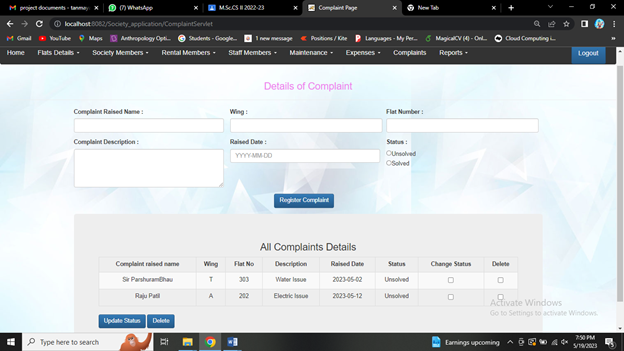 project documents - tanmay
(7) WhatsApp
M.Sc,CS II 2022-23
Complaint Page
New Tab
localhost:8082/Society_application/ComplaintServlet
Gmail YouTube Maps Anthropology Opti... Students - Google... 1 new message Positions / Kite Languages - My Per... MagicalCV (4) - Onl... Cloud Computing i...
Home Flats Details Society Members Rental Members Staff Members Maintenance Expenses Complaints Reports Logout
Details of Complaint
Complaint Raised Name : Wing : Flat Number :
Complaint Description : Raised Date : Status :
YYYY-MM-DD
Unsolved
Solved
Register Complaint
All Complaints Details
Complaint raised name Wing Flat No Description Raised Date Status Change Status Delete
Sir ParshuramBhau T 303 Water Issue 2023-05-02 Unsolved
Raju Patil A 202 Electric Issue 2023-05-12 Unsolved
Update Status Delete
Activate Windows
Go to Settings to activate Windows.
Type here to search
Earnings upcoming
7:50 PM
5/19/2023